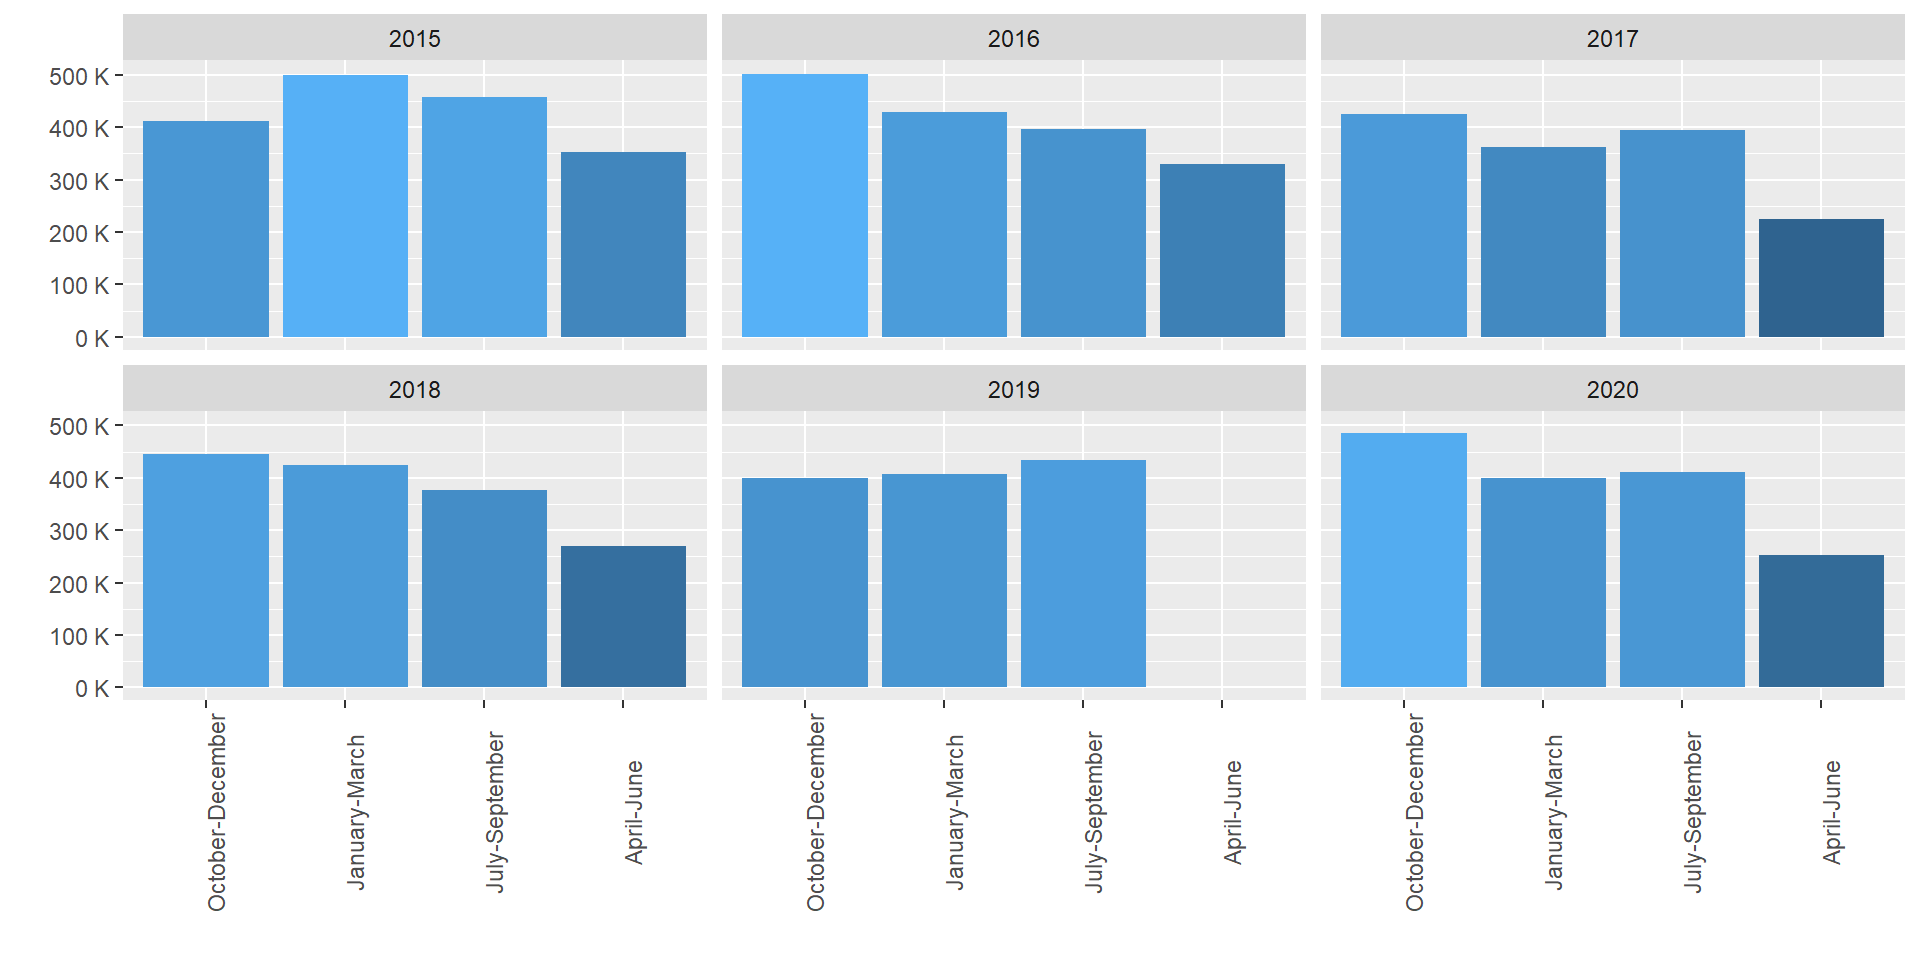 2015 2016 2017
500 K
400 K
300 K
200 K
100 K
0 K
2018 2019 2020
500 K
400 K
300 K
200 K
100 K
0 K
October-December
January-March
July-September
April-June
October-December
January-March
July-September
April-June
October-December
January-March
July-September
April-June